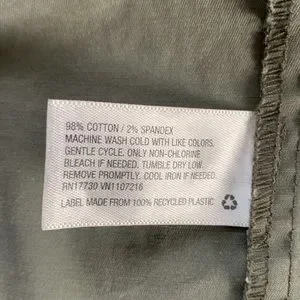 98% COTTON / 2% SPANDEX
MACHINE WASH COLD WITH LIKE COLORS.
GENTLE CYCLE. ONLY NON-CHLORINE
BLEACH IF NEEDED. TUMBLE DRY LOW.
REMOVE PROMPTLY. COOL IRON IF NEEDED.
RN17730 VN1107216
LABEL MADE FROM 100% RECYCLED PLASTIC